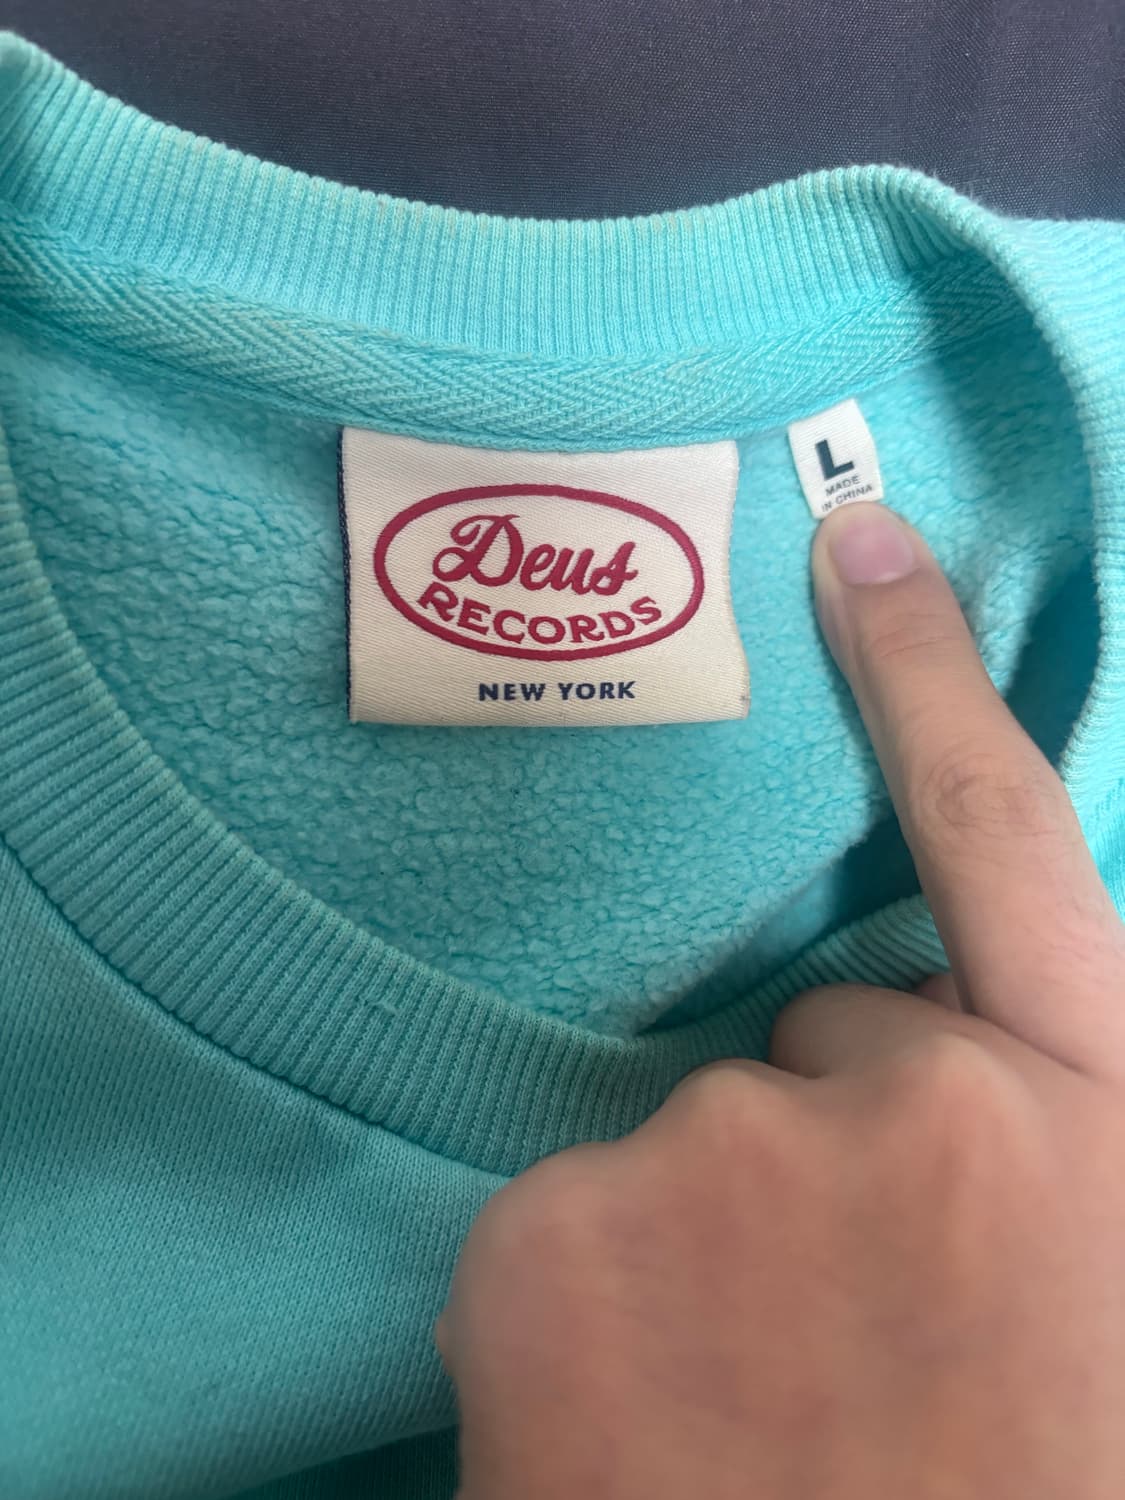 Deus
RECORDS
NEW YORK
L
MADE
IN CHINA